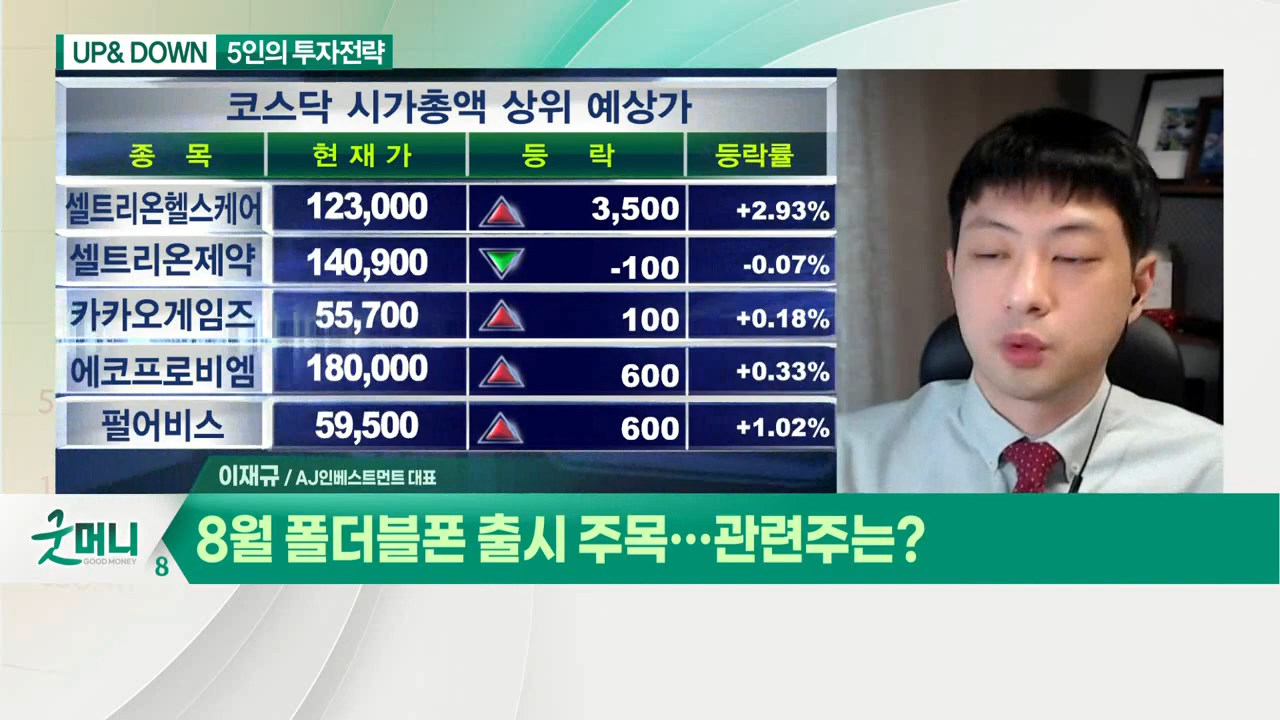 UP& DOWN 5인의 투자전략
코스닥 시가총액 상위 예상가
종 목 현 재 가 등 락 등락률
셀트리온헬스케어 123,000 3,500 +2.93%
셀트리온제약 140,900 -100 -0.07%
카카오게임즈 55,700 100 +0.18%
에코프로비엠 180,000 600 +0.33%
펄어비스 59,500 600 +1.02%
이재규 / AJ인베스트먼트 대표
굿머니
GOOD MONEY
8
8월 폴더블폰 출시 주목…관련주는?